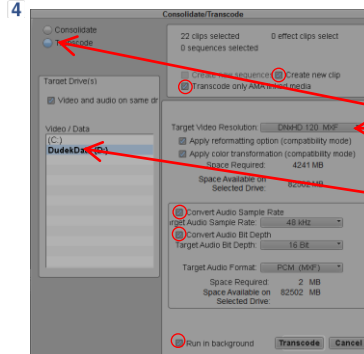 4
Consolidate/Transcode
Consolidate
Transcode
22 clips selected 0 effect clips select
0 sequences selected
Create new sequences Create new clip
Transcode only AMA linked media
Target Drive(s)
Video and audio on same dr
Video / Data
(C:)
DudekData (D:)
Target Video Resolution: DNxHD 120 MXF
Apply reformatting option (compatibility mode)
Apply color transformation (compatibility mode)
Space Required: 4241 MB
Space Available on
Selected Drive: 82502 MB
Convert Audio Sample Rate
Target Audio Sample Rate: 48 kHz
Convert Audio Bit Depth
Target Audio Bit Depth: 16 Bit
Target Audio Format: PCM (MXF)
Space Required: 2 MB
Space Available on 82502 MB
Selected Drive:
Run in background Transcode Cancel